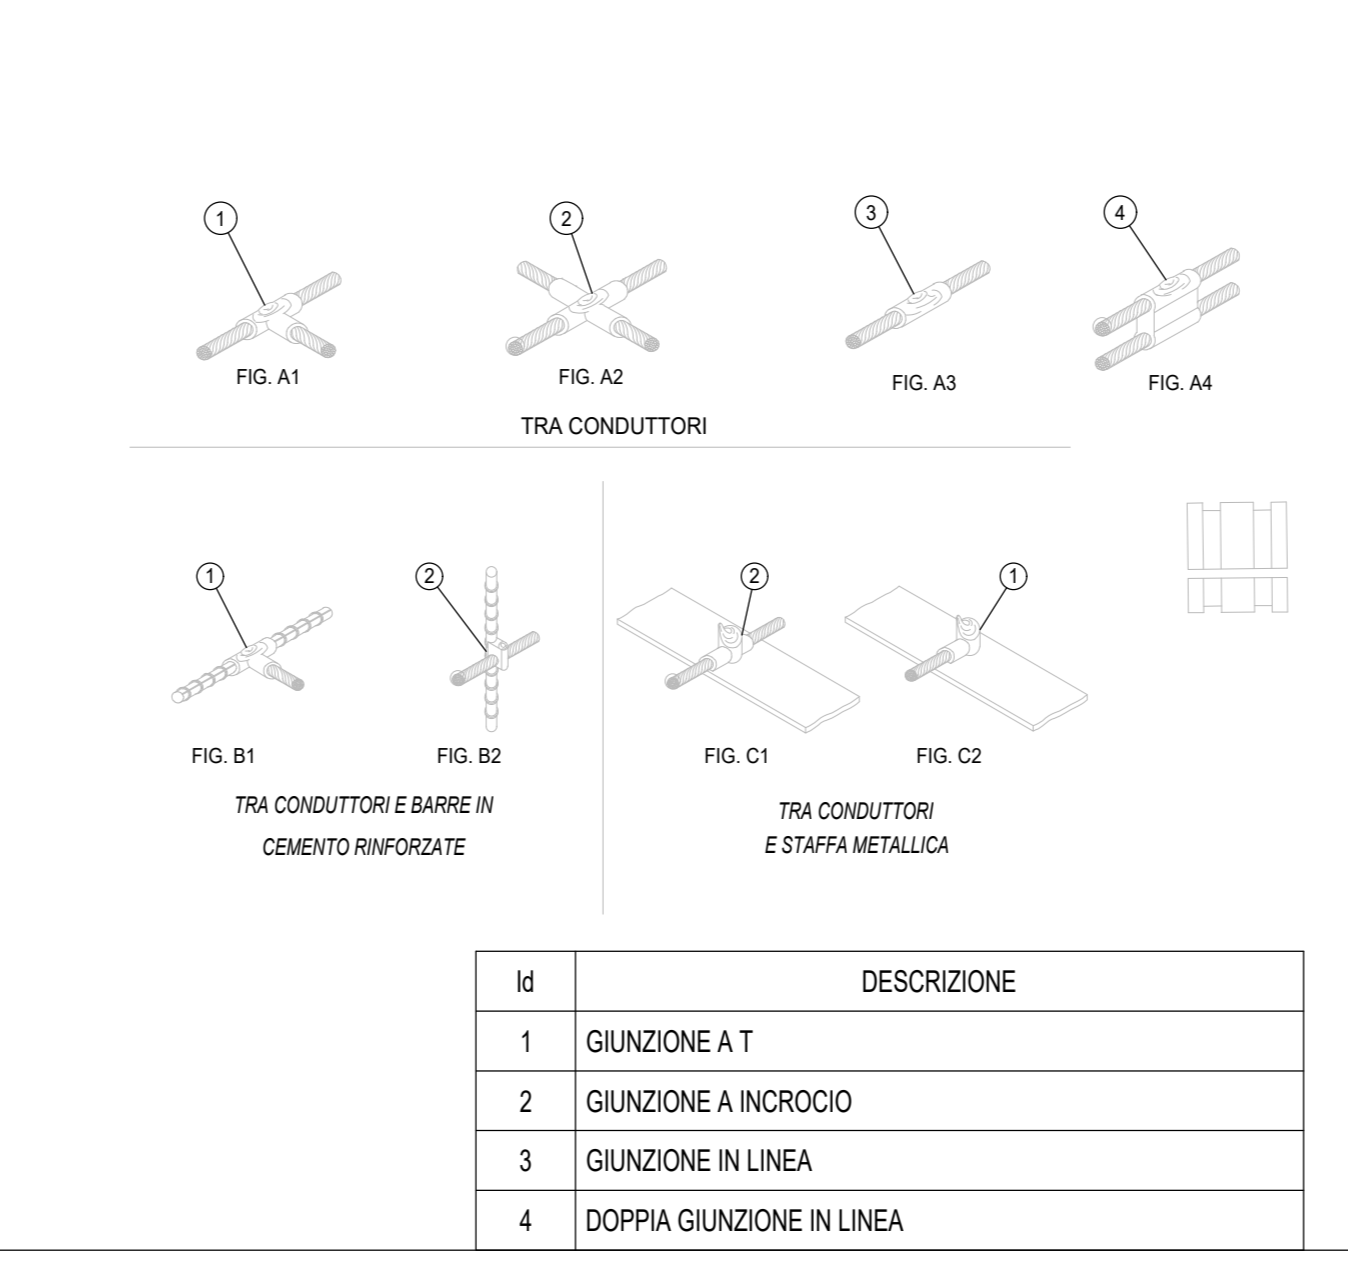 1
2
3
4
FIG. A1
FIG. A2
FIG. A3
FIG. A4
TRA CONDUTTORI
1
2
2
1
FIG. B1
FIG. B2
FIG. C1
FIG. C2
TRA CONDUTTORI E BARRE IN
CEMENTO RINFORZATE
TRA CONDUTTORI
E STAFFA METALLICA
Id DESCRIZIONE
1 GIUNZIONE A T
2 GIUNZIONE A INCROCIO
3 GIUNZIONE IN LINEA
4 DOPPIA GIUNZIONE IN LINEA